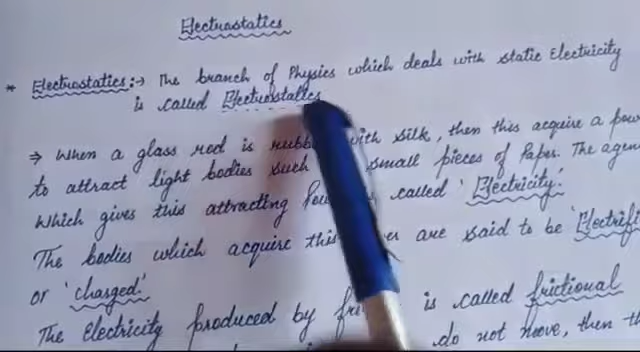 Electrostatics
* Electrostatics:→ The branch of Physics which deals with static Electricity
is called Electrostatics
⇒ When a glass rod is rubb with silk, then this acquire a pow
to attract light bodies such small pieces of Paper. The agen
Which gives this attracting called 'Electricity'.
The bodies which acquire this are said to be 'Electrifi
or 'charged'
The Electricity produced by is called frictional
do not move, then th